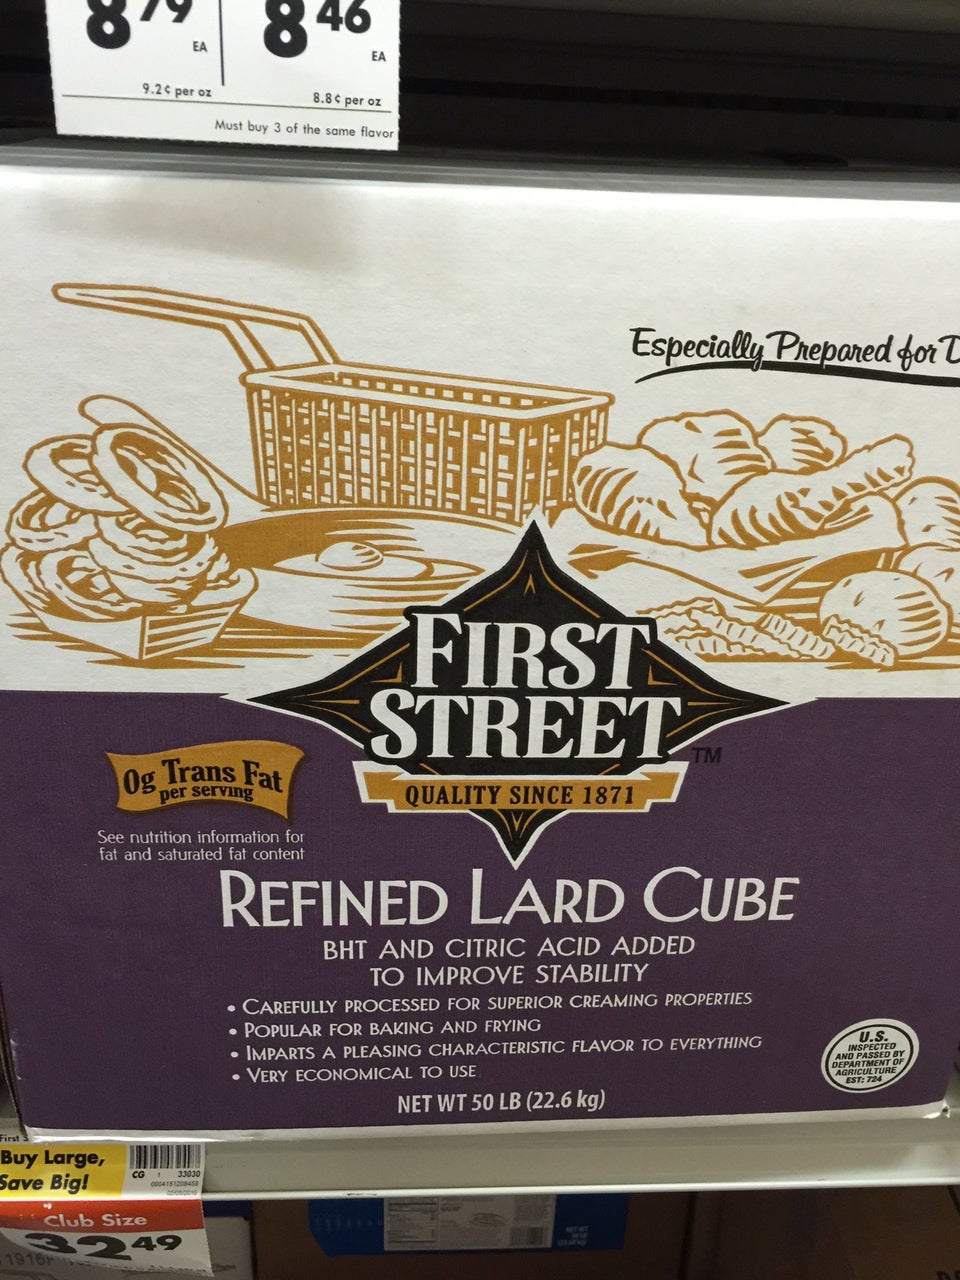 8 79 EA
8 46 EA
9.2¢ per oz
8.8¢ per oz
Must buy 3 of the same flavor
Especially Prepared for D
FIRST
STREET
TM
QUALITY SINCE 1871
0g Trans Fat
per serving
See nutrition information for
fat and saturated fat content
REFINED LARD CUBE
BHT AND CITRIC ACID ADDED
TO IMPROVE STABILITY
• CAREFULLY PROCESSED FOR SUPERIOR CREAMING PROPERTIES
• POPULAR FOR BAKING AND FRYING
• IMPARTS A PLEASING CHARACTERISTIC FLAVOR TO EVERYTHING
• VERY ECONOMICAL TO USE
NET WT 50 LB (22.6 kg)
U.S.
INSPECTED
AND PASSED BY
DEPARTMENT OF
AGRICULTURE
EST: 724
First S
Buy Large,
Save Big!
CG 1 33030
Club Size
32 49